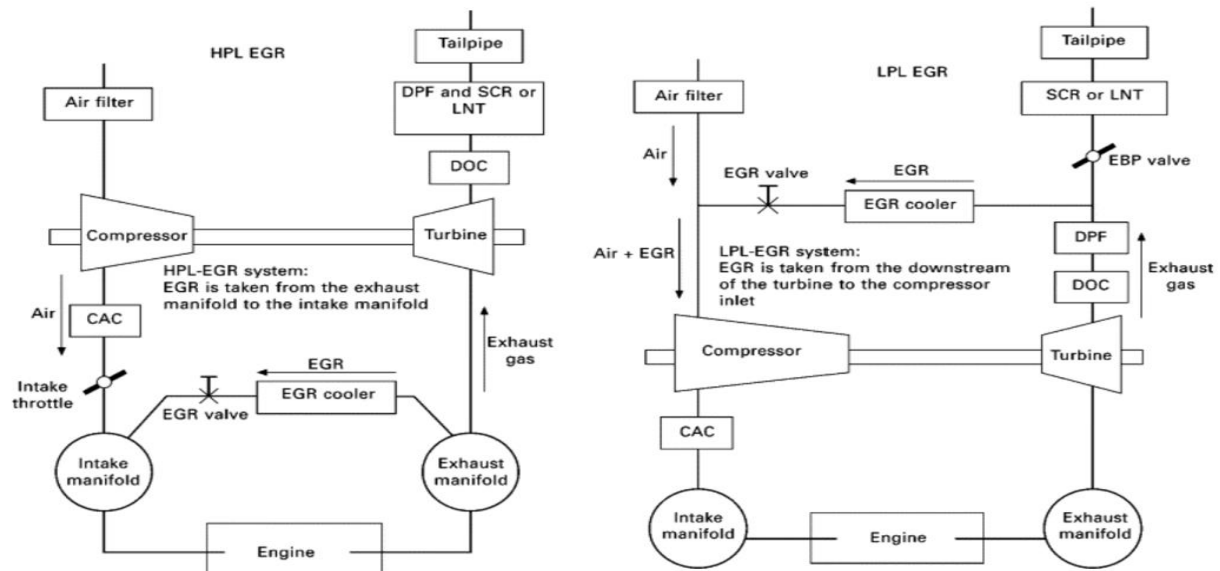 HPL EGR
Tailpipe
DPF and SCR or
LNT
DOC
Air filter
Compressor
Turbine
HPL-EGR system:
EGR is taken from the exhaust
manifold to the intake manifold
Air
CAC
Exhaust
gas
Intake
throttle
EGR
EGR cooler
EGR valve
Intake
manifold
Exhaust
manifold
Engine
LPL EGR
Tailpipe
SCR or LNT
Air filter
Air
EBP valve
EGR valve
EGR
EGR cooler
DPF
Air + EGR
LPL-EGR system:
EGR is taken from the downstream
of the turbine to the compressor
inlet
DOC
Exhaust
gas
Compressor
Turbine
CAC
Intake
manifold
Engine
Exhaust
manifold